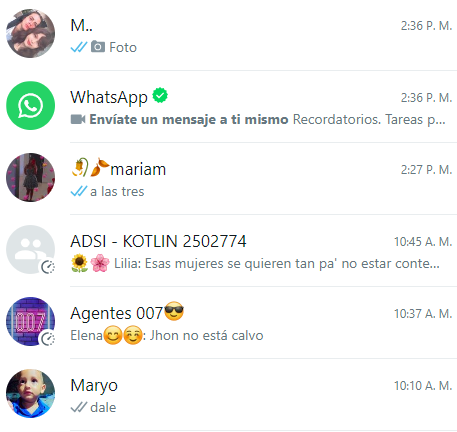 M.. 2:36 P. M.
Foto
WhatsApp 2:36 P. M.
Envíate un mensaje a ti mismo Recordatorios. Tareas p...
🥀🍂mariam 2:27 P. M.
a las tres
ADSI - KOTLIN 2502774 10:45 A. M.
🌻🌸 Lilia: Esas mujeres se quieren tan pa' no estar conte...
007
Agentes 007😎 10:37 A. M.
Elena😊☺️: Jhon no está calvo
Maryo 10:10 A. M.
dale